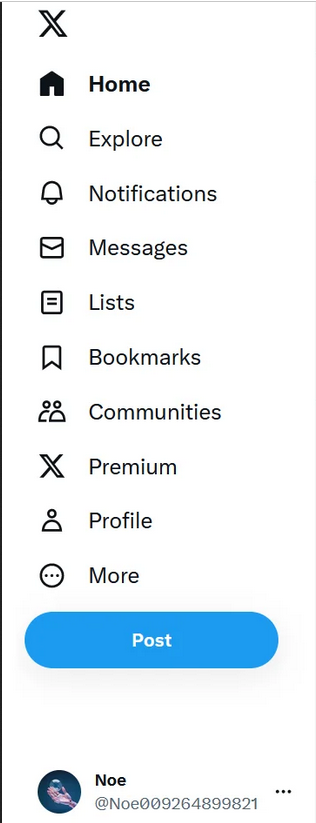 Home
Explore
Notifications
Messages
Lists
Bookmarks
Communities
Premium
Profile
More
Post
Noe
@Noe009264899821